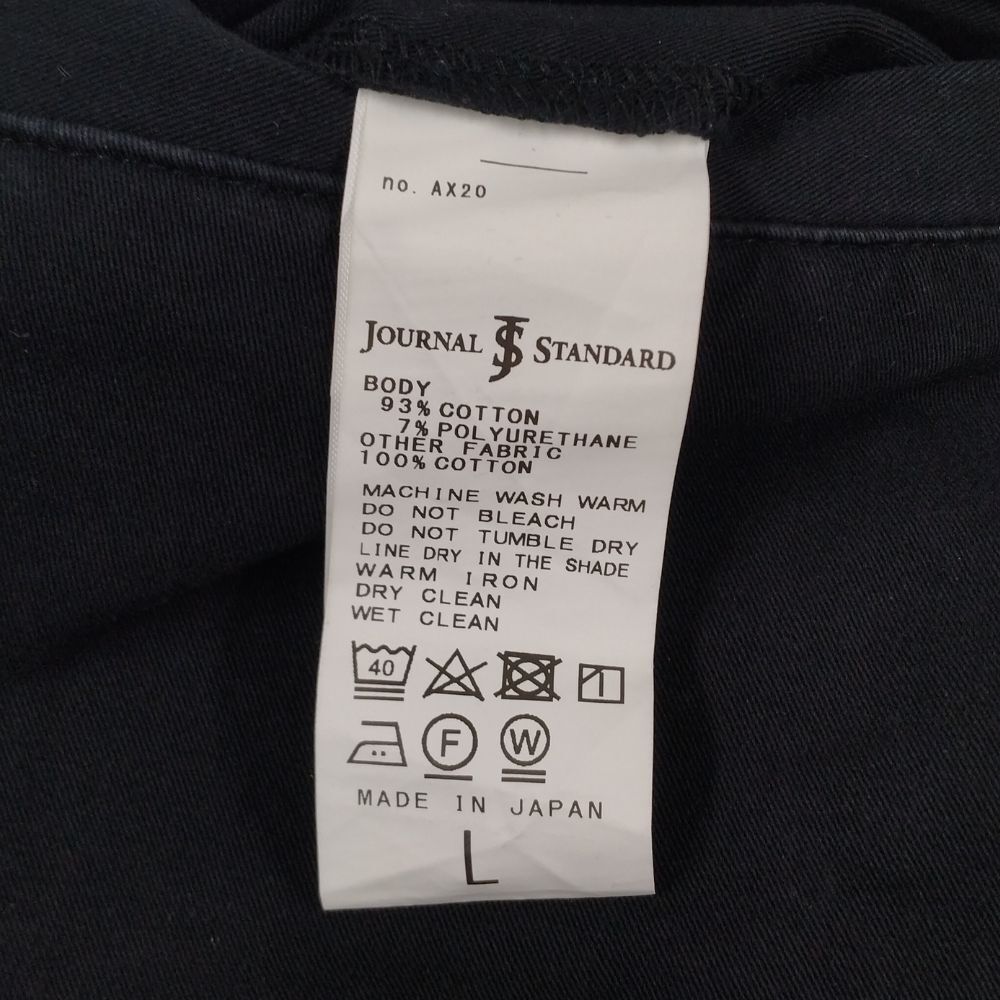 no. AX20
JOURNAL JS STANDARD
BODY
93% COTTON
7% POLYURETHANE
OTHER FABRIC
100% COTTON
MACHINE WASH WARM
DO NOT BLEACH
DO NOT TUMBLE DRY
LINE DRY IN THE SHADE
WARM IRON
DRY CLEAN
WET CLEAN
40
F W
MADE IN JAPAN
L